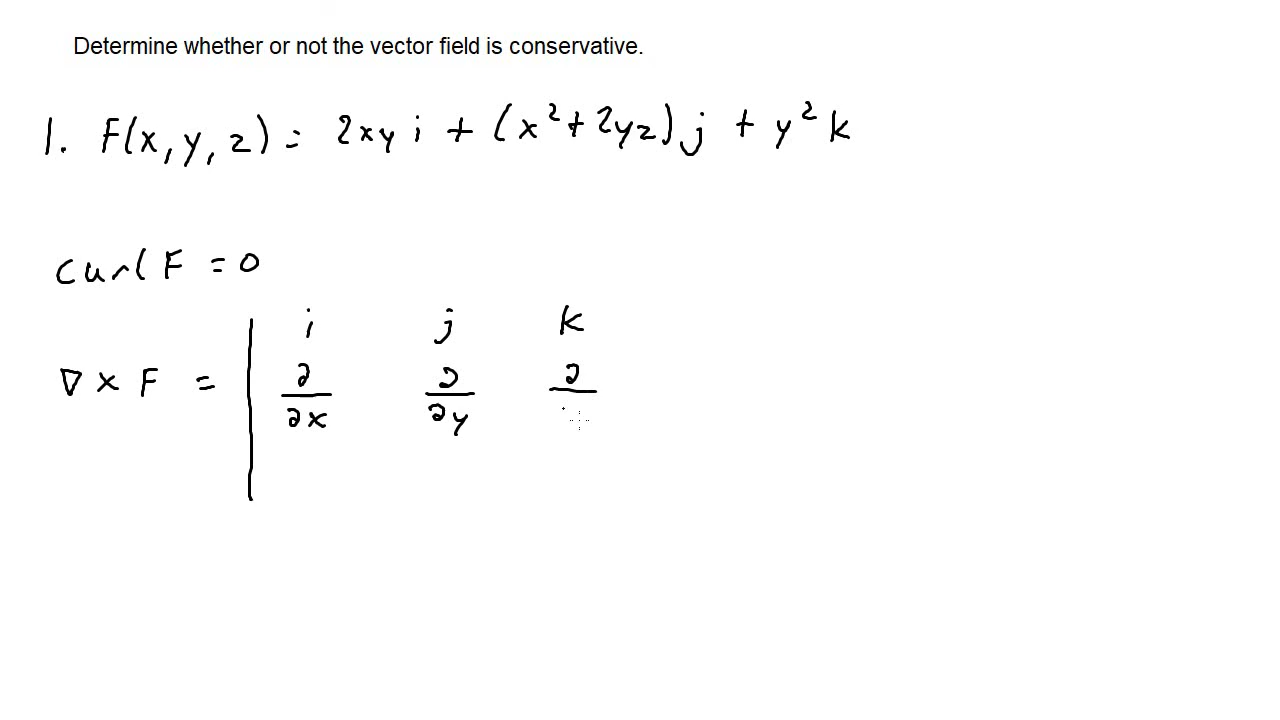 Determine whether or not the vector field is conservative.
1. F(x, y, z) = 2xy i + (x² + 2yz) j + y² k
curl F = 0
i j k
∂ ∂ ∂
∇ × F = |
∂x ∂y